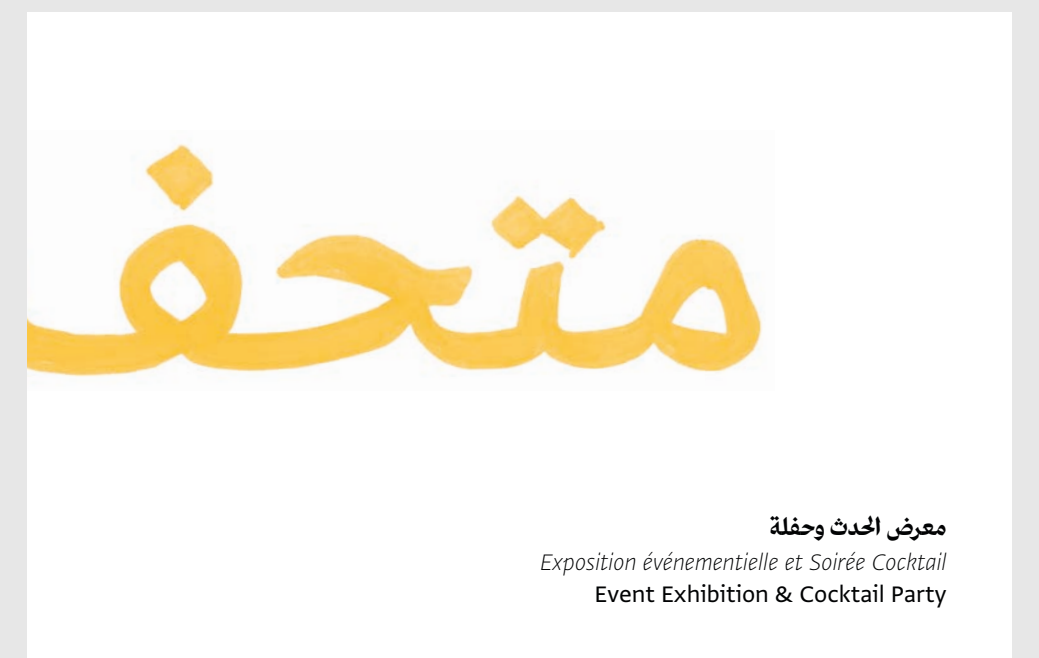 متحف
معرض الحدث وحفلة
Exposition événementielle et Soirée Cocktail
Event Exhibition & Cocktail Party